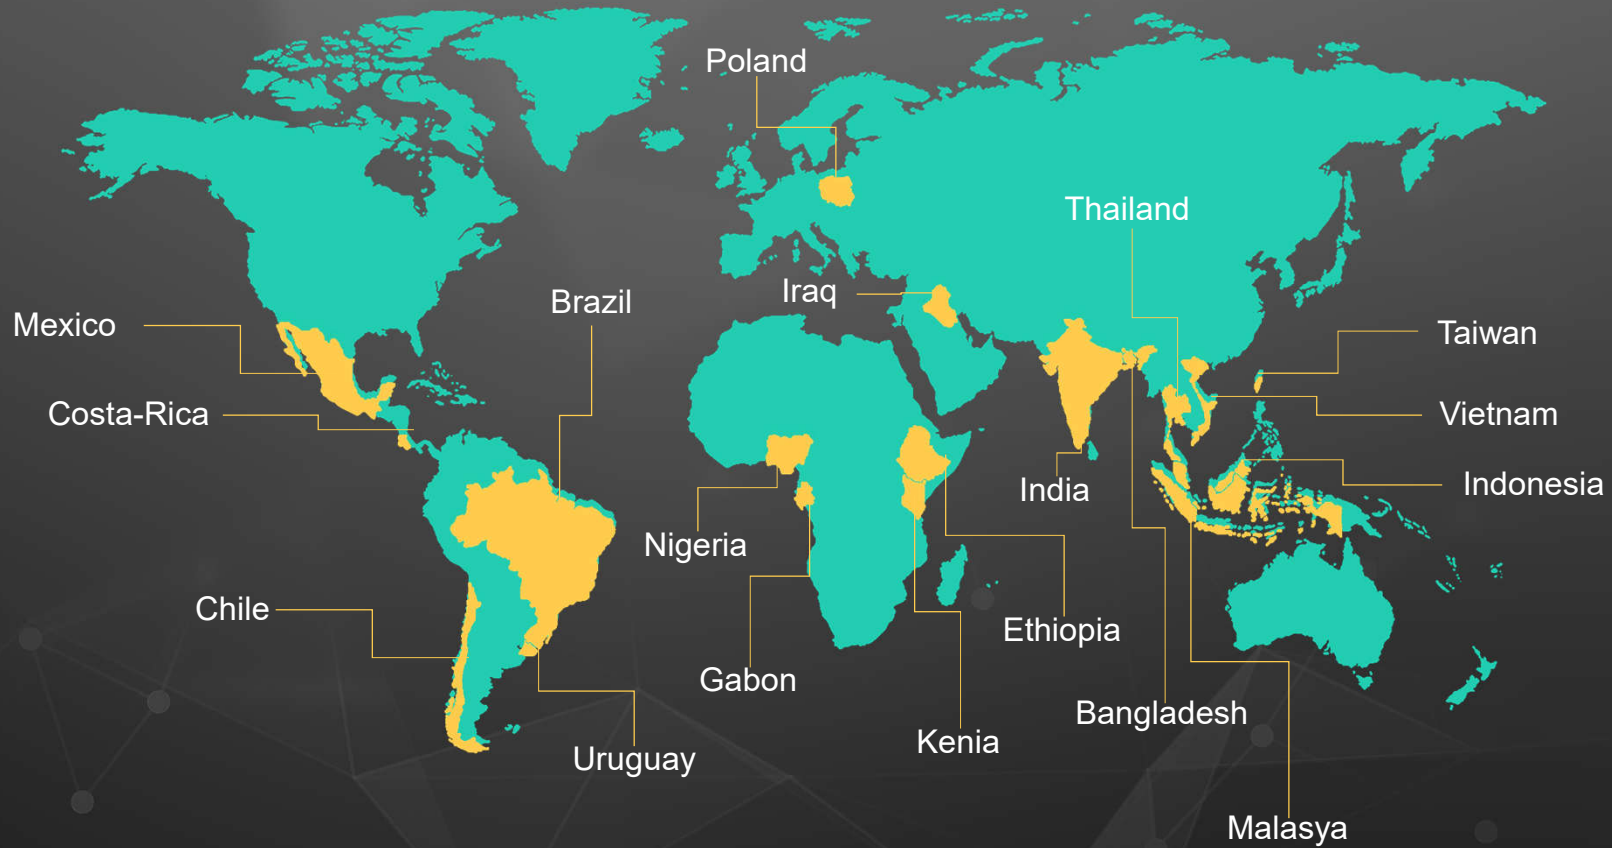 Poland
Thailand
Iraq
Brazil
Mexico
Taiwan
Costa-Rica
Vietnam
India
Indonesia
Nigeria
Chile
Ethiopia
Gabon
Bangladesh
Kenia
Uruguay
Malasya